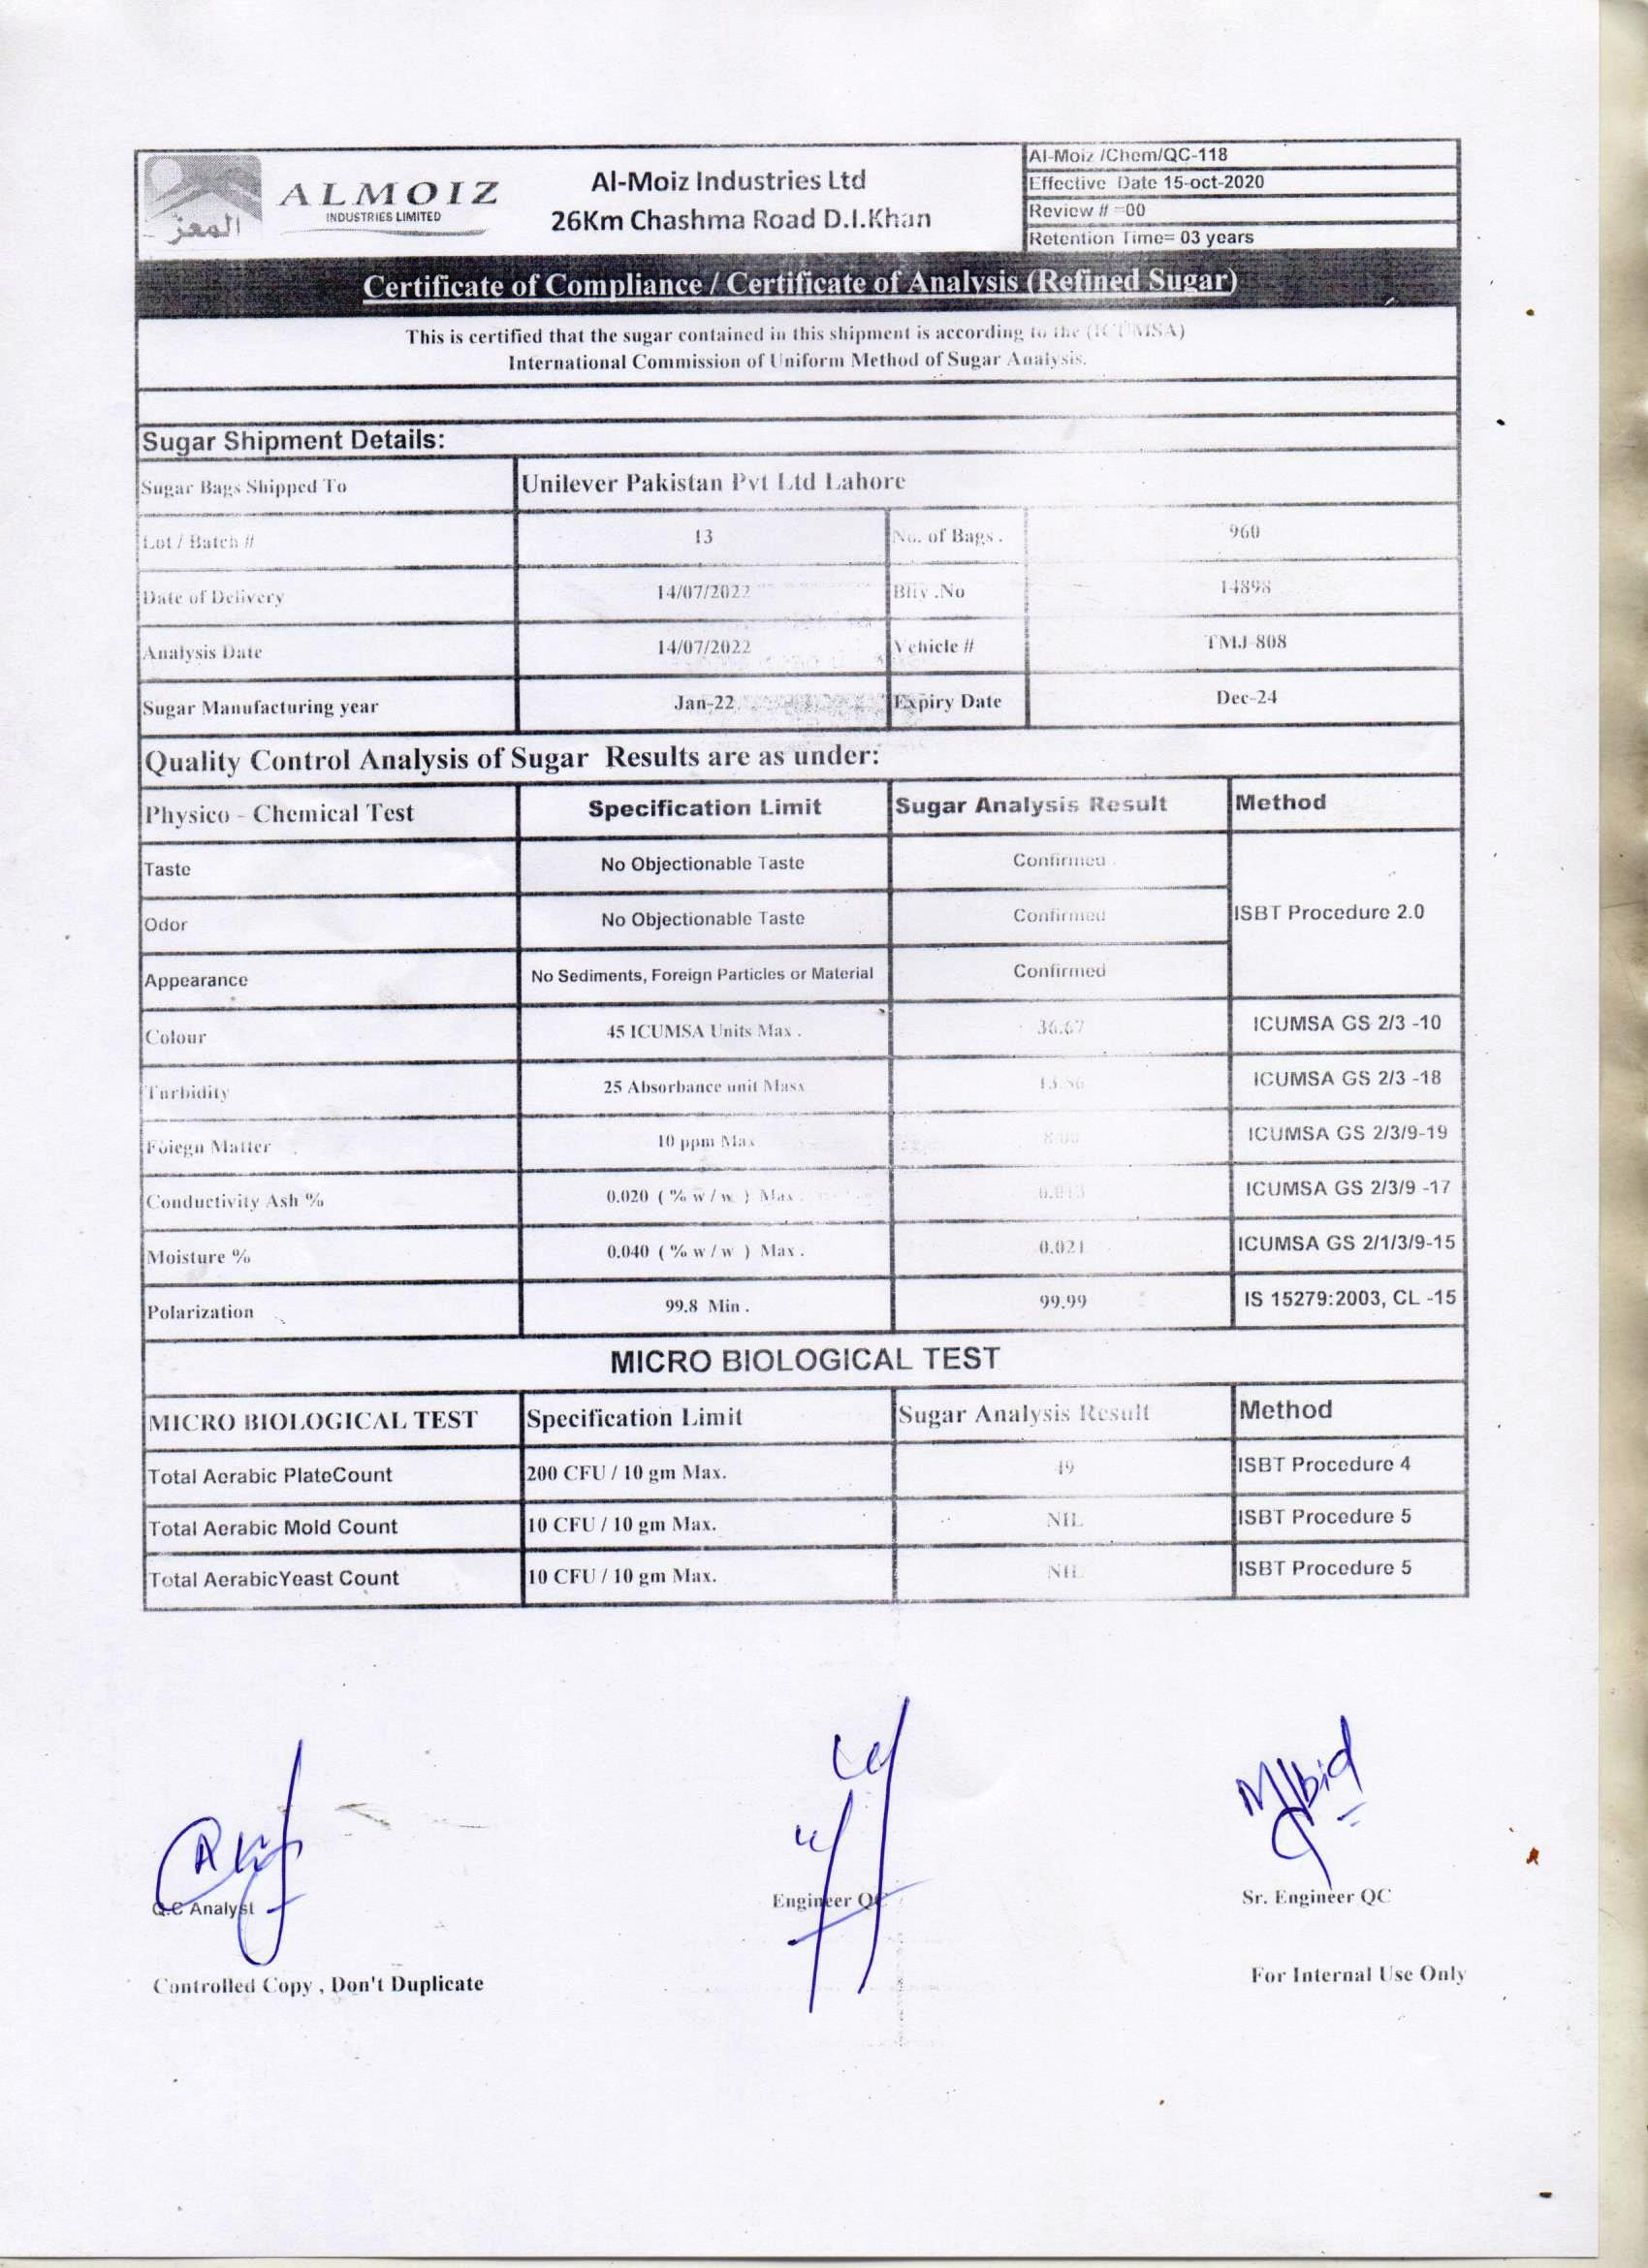 المعز
ALMOIZ
INDUSTRIES LIMITED
Al-Moiz Industries Ltd
26Km Chashma Road D.I.Khan
Al-Moiz /Chem/QC-118
Effective Date 15-oct-2020
Review # =00
Retention Time= 03 years
Certificate of Compliance / Certificate of Analysis (Refined Sugar)
This is certified that the sugar contained in this shipment is according to the (ICUMSA)
International Commission of Uniform Method of Sugar Analysis.
Sugar Shipment Details:
Sugar Bags Shipped To Unilever Pakistan Pvt Ltd Lahore
Lot / Batch # 13 No. of Bags . 960
Date of Delivery 14/07/2022 Blty .No 14898
Analysis Date 14/07/2022 Vehicle # TMJ-808
Sugar Manufacturing year Jan-22 Expiry Date Dec-24
Quality Control Analysis of Sugar Results are as under:
Physico - Chemical Test Specification Limit Sugar Analysis Result Method
Taste No Objectionable Taste Confirmed
Odor No Objectionable Taste Confirmed ISBT Procedure 2.0
Appearance No Sediments, Foreign Particles or Material Confirmed
Colour 45 ICUMSA Units Max . 36.67 ICUMSA GS 2/3 -10
Turbidity 25 Absorbance unit Masx ICUMSA GS 2/3 -18
Foiegn Matter 10 ppm Max ICUMSA GS 2/3/9-19
Conductivity Ash % 0.020 ( % w / w ) Max . 0.013 ICUMSA GS 2/3/9 -17
Moisture % 0.040 ( % w / w ) Max . 0.021 ICUMSA GS 2/1/3/9-15
Polarization 99.8 Min . 99.99 IS 15279:2003, CL -15
MICRO BIOLOGICAL TEST
MICRO BIOLOGICAL TEST Specification Limit Sugar Analysis Result Method
Total Aerabic PlateCount 200 CFU / 10 gm Max. 49 ISBT Procedure 4
Total Aerabic Mold Count 10 CFU / 10 gm Max. NIL ISBT Procedure 5
Total AerabicYeast Count 10 CFU / 10 gm Max. NIL ISBT Procedure 5
Q.C Analyst Engineer QC Sr. Engineer QC
Controlled Copy , Don't Duplicate For Internal Use Only